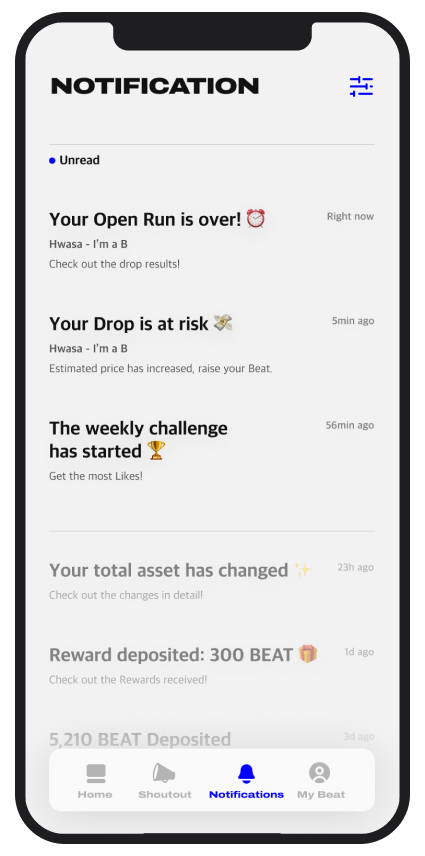 NOTIFICATION
Unread
Your Open Run is over! ⏰
Right now
Hwasa - I'm a B
Check out the drop results!
Your Drop is at risk 💸
5min ago
Hwasa - I'm a B
Estimated price has increased, raise your Beat.
The weekly challenge
56min ago
has started 🏆
Get the most Likes!
Your total asset has changed ✨
23h ago
Check out the changes in detail!
Reward deposited: 300 BEAT 🎁
1d ago
Check out the Rewards received!
5,210 BEAT Deposited
3d ago
Home
Shoutout
Notifications
My Beat